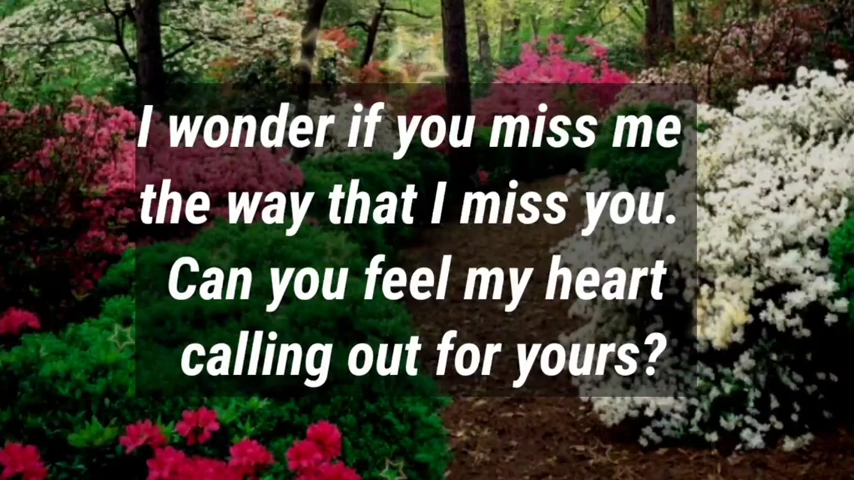 I wonder if you miss me
the way that I miss you.
Can you feel my heart
calling out for yours?